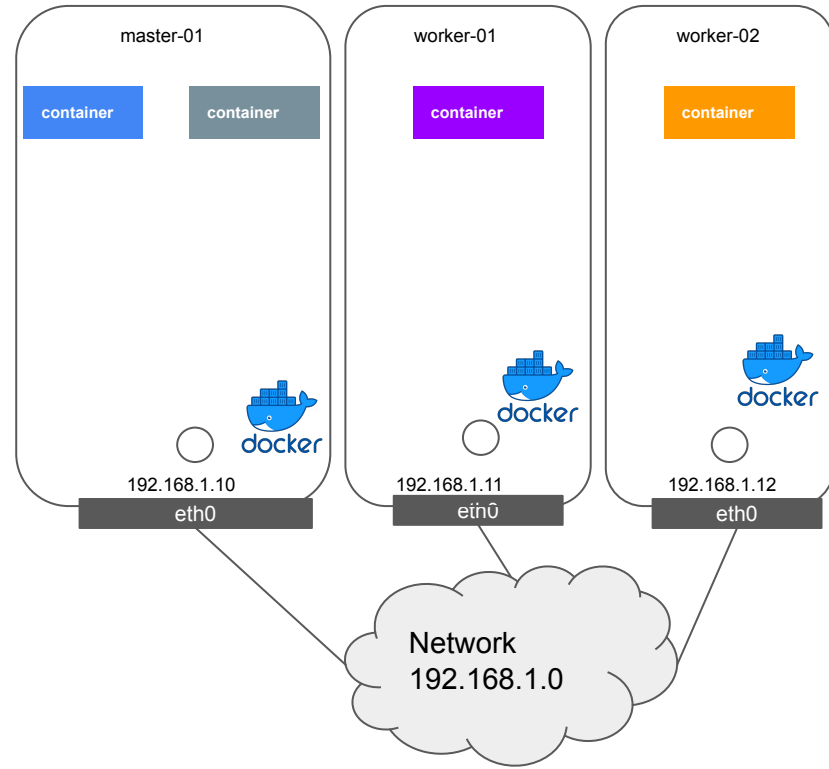 master-01
worker-01
worker-02
container
container
container
container
docker
docker
docker
192.168.1.10
192.168.1.11
192.168.1.12
eth0
eth0
eth0
Network
192.168.1.0